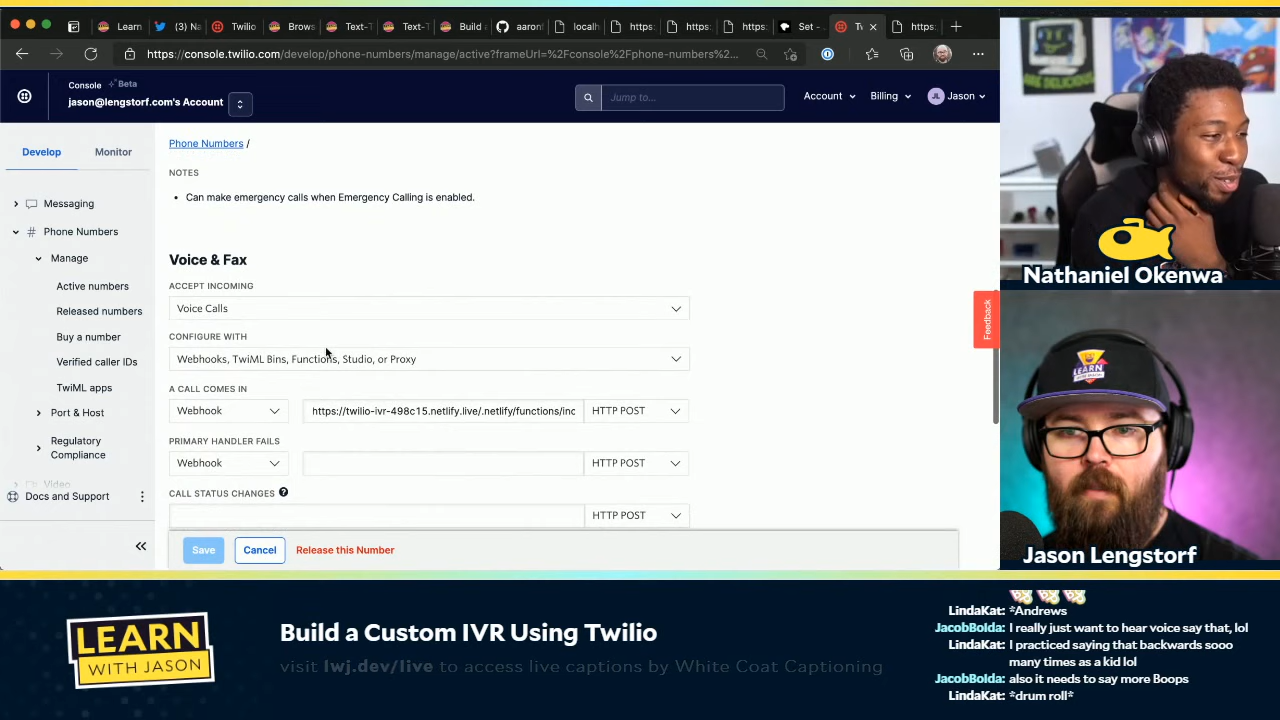 Learn
(3) N
Twilio
Brows
Text-T
Text-T
Build a
aaron
localh
https:
https:
https:
Set -
Tv
https:
https://console.twilio.com/develop/phone-numbers/manage/active?frameUrl=%2Fconsole%2Fphone-numbers%2...
Console Beta
jason@lengstorf.com's Account
Jump to...
Account
Billing
JL Jason
Develop
Monitor
Messaging
# Phone Numbers
Manage
Active numbers
Released numbers
Buy a number
Verified caller IDs
TwiML apps
Port & Host
Regulatory
Compliance
Video
Docs and Support
Phone Numbers /
NOTES
• Can make emergency calls when Emergency Calling is enabled.
Voice & Fax
ACCEPT INCOMING
Voice Calls
CONFIGURE WITH
Webhooks, TwiML Bins, Functions, Studio, or Proxy
A CALL COMES IN
Webhook
https://twilio-ivr-498c15.netlify.live/.netlify/functions/inc
HTTP POST
PRIMARY HANDLER FAILS
Webhook
HTTP POST
CALL STATUS CHANGES ?
HTTP POST
Save
Cancel
Release this Number
Feedback
ARE DELICIOUS
Nathaniel Okenwa
Jason Lengstorf
LEARN
WITH JASON
Build a Custom IVR Using Twilio
visit lwj.dev/live to access live captions by White Coat Captioning
LindaKat: *Andrews
JacobBolda: I really just want to hear voice say that, lol
LindaKat: I practiced saying that backwards sooo
many times as a kid lol
JacobBolda: also it needs to say more Boops
LindaKat: *drum roll*